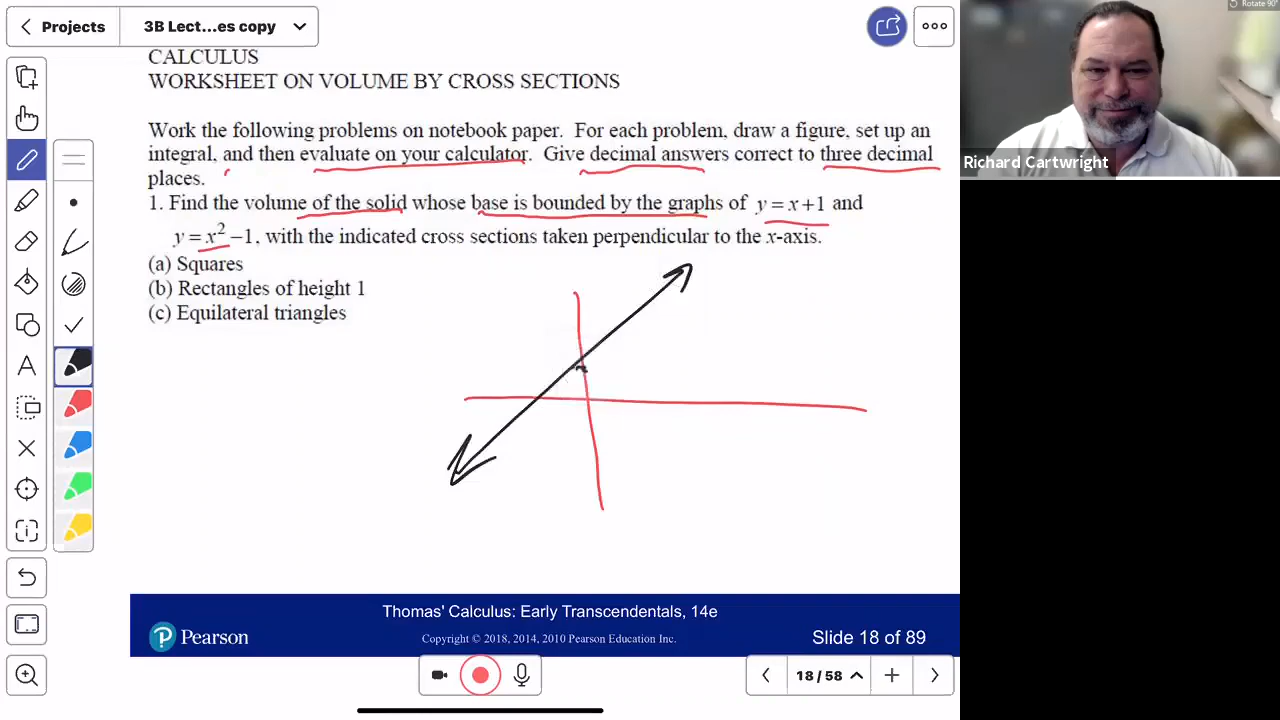 Projects
3B Lect...es copy
Rotate 90°
CALCULUS
WORKSHEET ON VOLUME BY CROSS SECTIONS
Work the following problems on notebook paper. For each problem, draw a figure, set up an
integral, and then evaluate on your calculator. Give decimal answers correct to three decimal
places.
1. Find the volume of the solid whose base is bounded by the graphs of y = x+1 and
y = x² −1, with the indicated cross sections taken perpendicular to the x-axis.
(a) Squares
(b) Rectangles of height 1
(c) Equilateral triangles
Richard Cartwright
A
Thomas' Calculus: Early Transcendentals, 14e
P Pearson
Copyright © 2018, 2014, 2010 Pearson Education Inc.
Slide 18 of 89
18 / 58